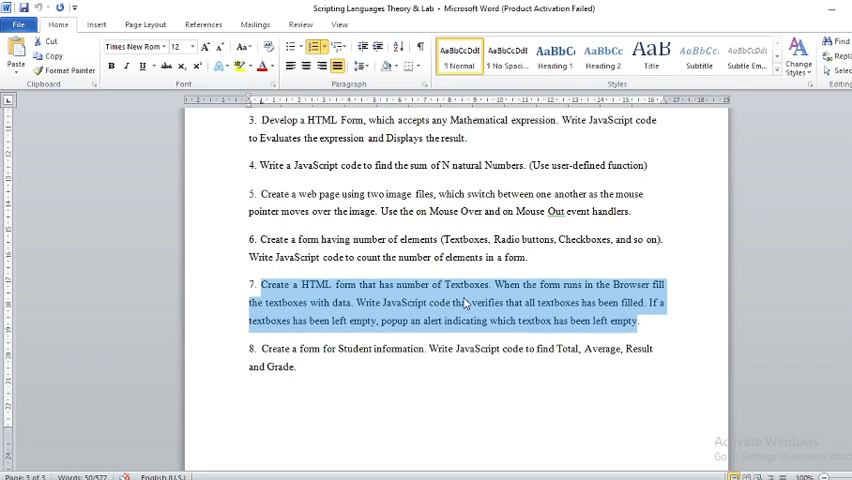 Scripting Languages Theory & Lab - Microsoft Word (Product Activation Failed)
File Home Insert Page Layout References Mailings Review View
Cut
Copy
Format Painter
Paste
Clipboard
Times New Rom 12
Font
Paragraph
AaBbCcDd AaBbCcDd AaBbCc AaBbCc AaB AaBbCc AaBbCcDd
¶ Normal ¶ No Spaci... Heading 1 Heading 2 Title Subtitle Subtle Em...
Styles
Change
Styles
Find
Repla
Select
3. Develop a HTML Form, which accepts any Mathematical expression. Write JavaScript code
to Evaluates the expression and Displays the result.
4. Write a JavaScript code to find the sum of N natural Numbers. (Use user-defined function)
5. Create a web page using two image files, which switch between one another as the mouse
pointer moves over the image. Use the on Mouse Over and on Mouse Out event handlers.
6. Create a form having number of elements (Textboxes, Radio buttons, Checkboxes, and so on).
Write JavaScript code to count the number of elements in a form.
7. Create a HTML form that has number of Textboxes. When the form runs in the Browser fill
the textboxes with data. Write JavaScript code that verifies that all textboxes has been filled. If a
textboxes has been left empty, popup an alert indicating which textbox has been left empty.
8. Create a form for Student information. Write JavaScript code to find Total, Average, Result
and Grade.
Activate Windows
Go to Settings to activate Wind
Page: 3 of 3 Words: 50/577 English (U.S.) 100%